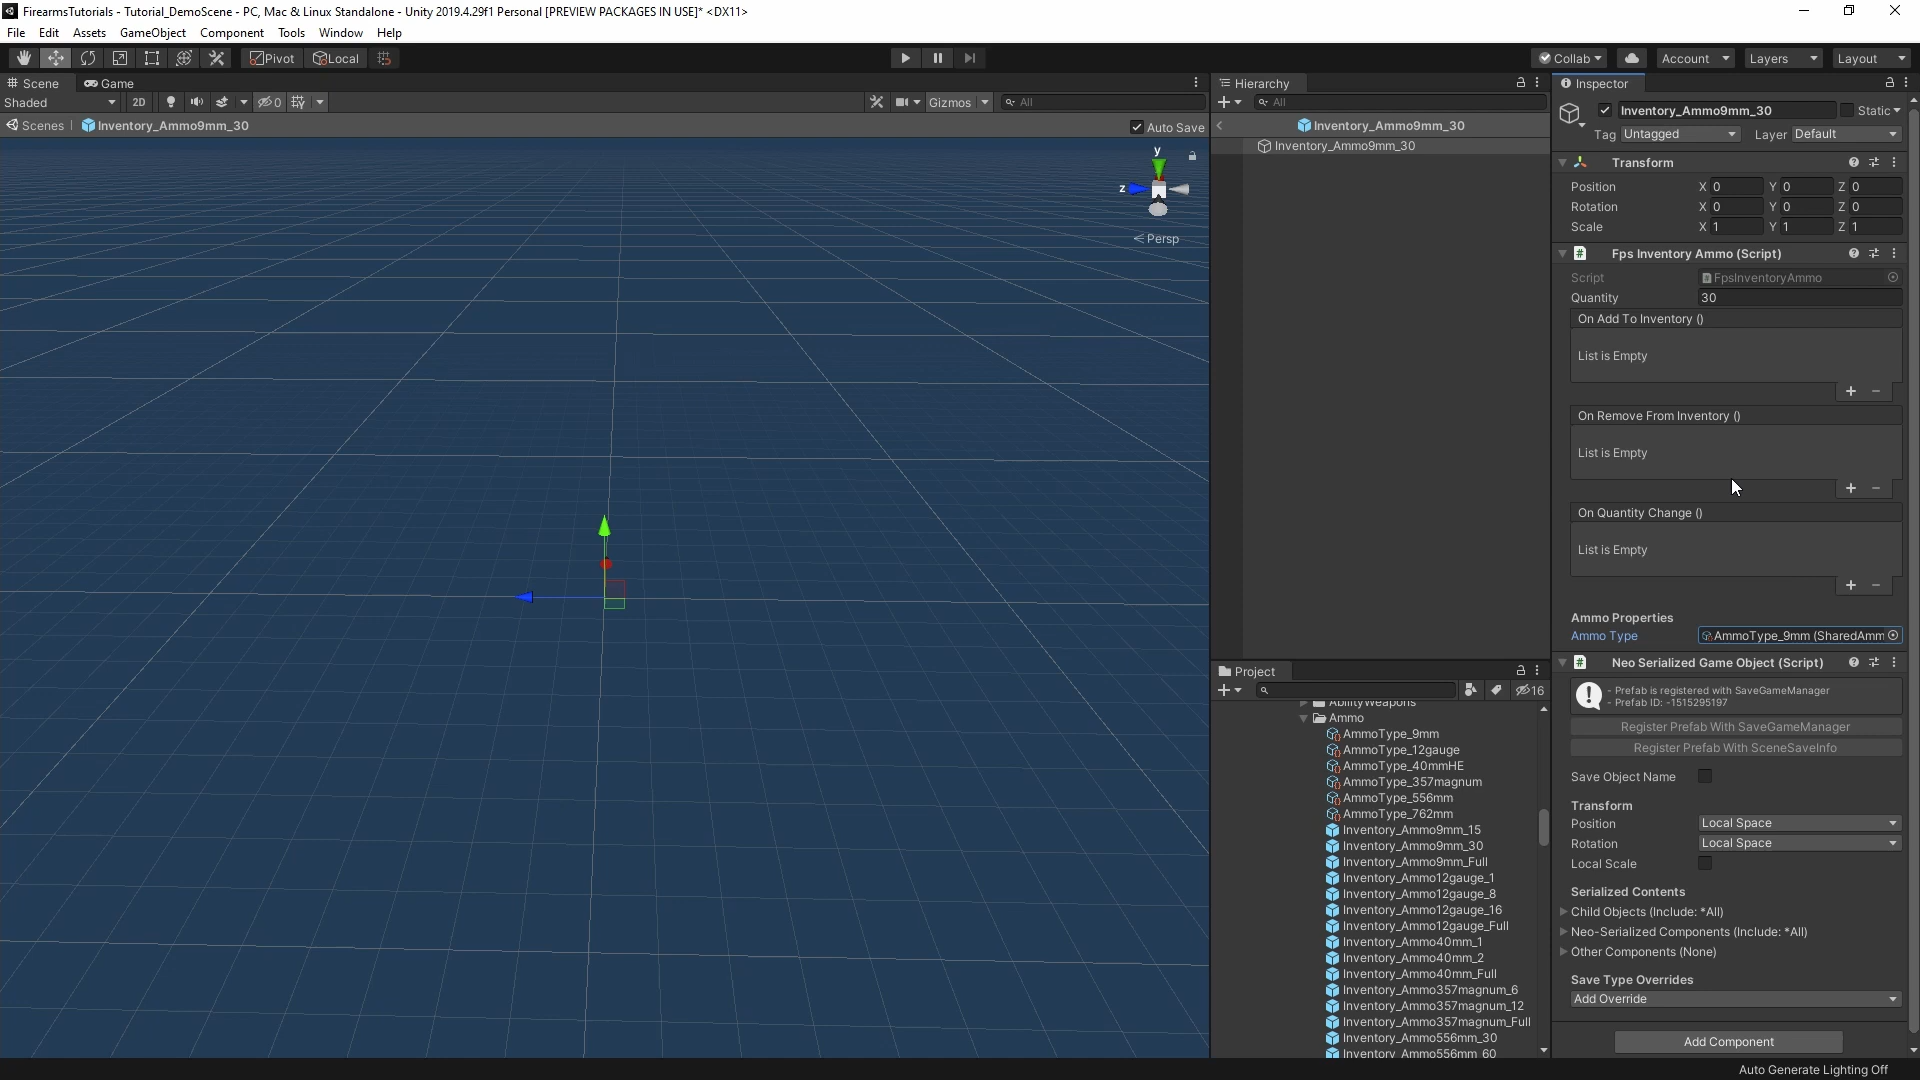 FirearmsTutorials - Tutorial_DemoScene - PC, Mac & Linux Standalone - Unity 2019.4.29f1 Personal [PREVIEW PACKAGES IN USE]* <DX11>
File Edit Assets GameObject Component Tools Window Help
Pivot Local Collab Account Layers Layout
Scene Game
Shaded 2D 0 Gizmos All
Scenes Inventory_Ammo9mm_30 Auto Save
y
z
Persp
Hierarchy
All
Inventory_Ammo9mm_30
Inventory_Ammo9mm_30
Project
16
AbilityWeapons
Ammo
AmmoType_9mm
AmmoType_12gauge
AmmoType_40mmHE
AmmoType_357magnum
AmmoType_556mm
AmmoType_762mm
Inventory_Ammo9mm_15
Inventory_Ammo9mm_30
Inventory_Ammo9mm_Full
Inventory_Ammo12gauge_1
Inventory_Ammo12gauge_8
Inventory_Ammo12gauge_16
Inventory_Ammo12gauge_Full
Inventory_Ammo40mm_1
Inventory_Ammo40mm_2
Inventory_Ammo40mm_Full
Inventory_Ammo357magnum_6
Inventory_Ammo357magnum_12
Inventory_Ammo357magnum_Full
Inventory_Ammo556mm_30
Inventory_Ammo556mm_60
Inspector
Inventory_Ammo9mm_30 Static
Tag Untagged Layer Default
Transform
Position X 0 Y 0 Z 0
Rotation X 0 Y 0 Z 0
Scale X 1 Y 1 Z 1
Fps Inventory Ammo (Script)
Script FpsInventoryAmmo
Quantity 30
On Add To Inventory ()
List is Empty
On Remove From Inventory ()
List is Empty
On Quantity Change ()
List is Empty
Ammo Properties
Ammo Type AmmoType_9mm (SharedAmm
Neo Serialized Game Object (Script)
- Prefab is registered with SaveGameManager
- Prefab ID: -1515295197
Register Prefab With SaveGameManager
Register Prefab With SceneSaveInfo
Save Object Name
Transform
Position Local Space
Rotation Local Space
Local Scale
Serialized Contents
Child Objects (Include: *All)
Neo-Serialized Components (Include: *All)
Other Components (None)
Save Type Overrides
Add Override
Add Component
Auto Generate Lighting Off